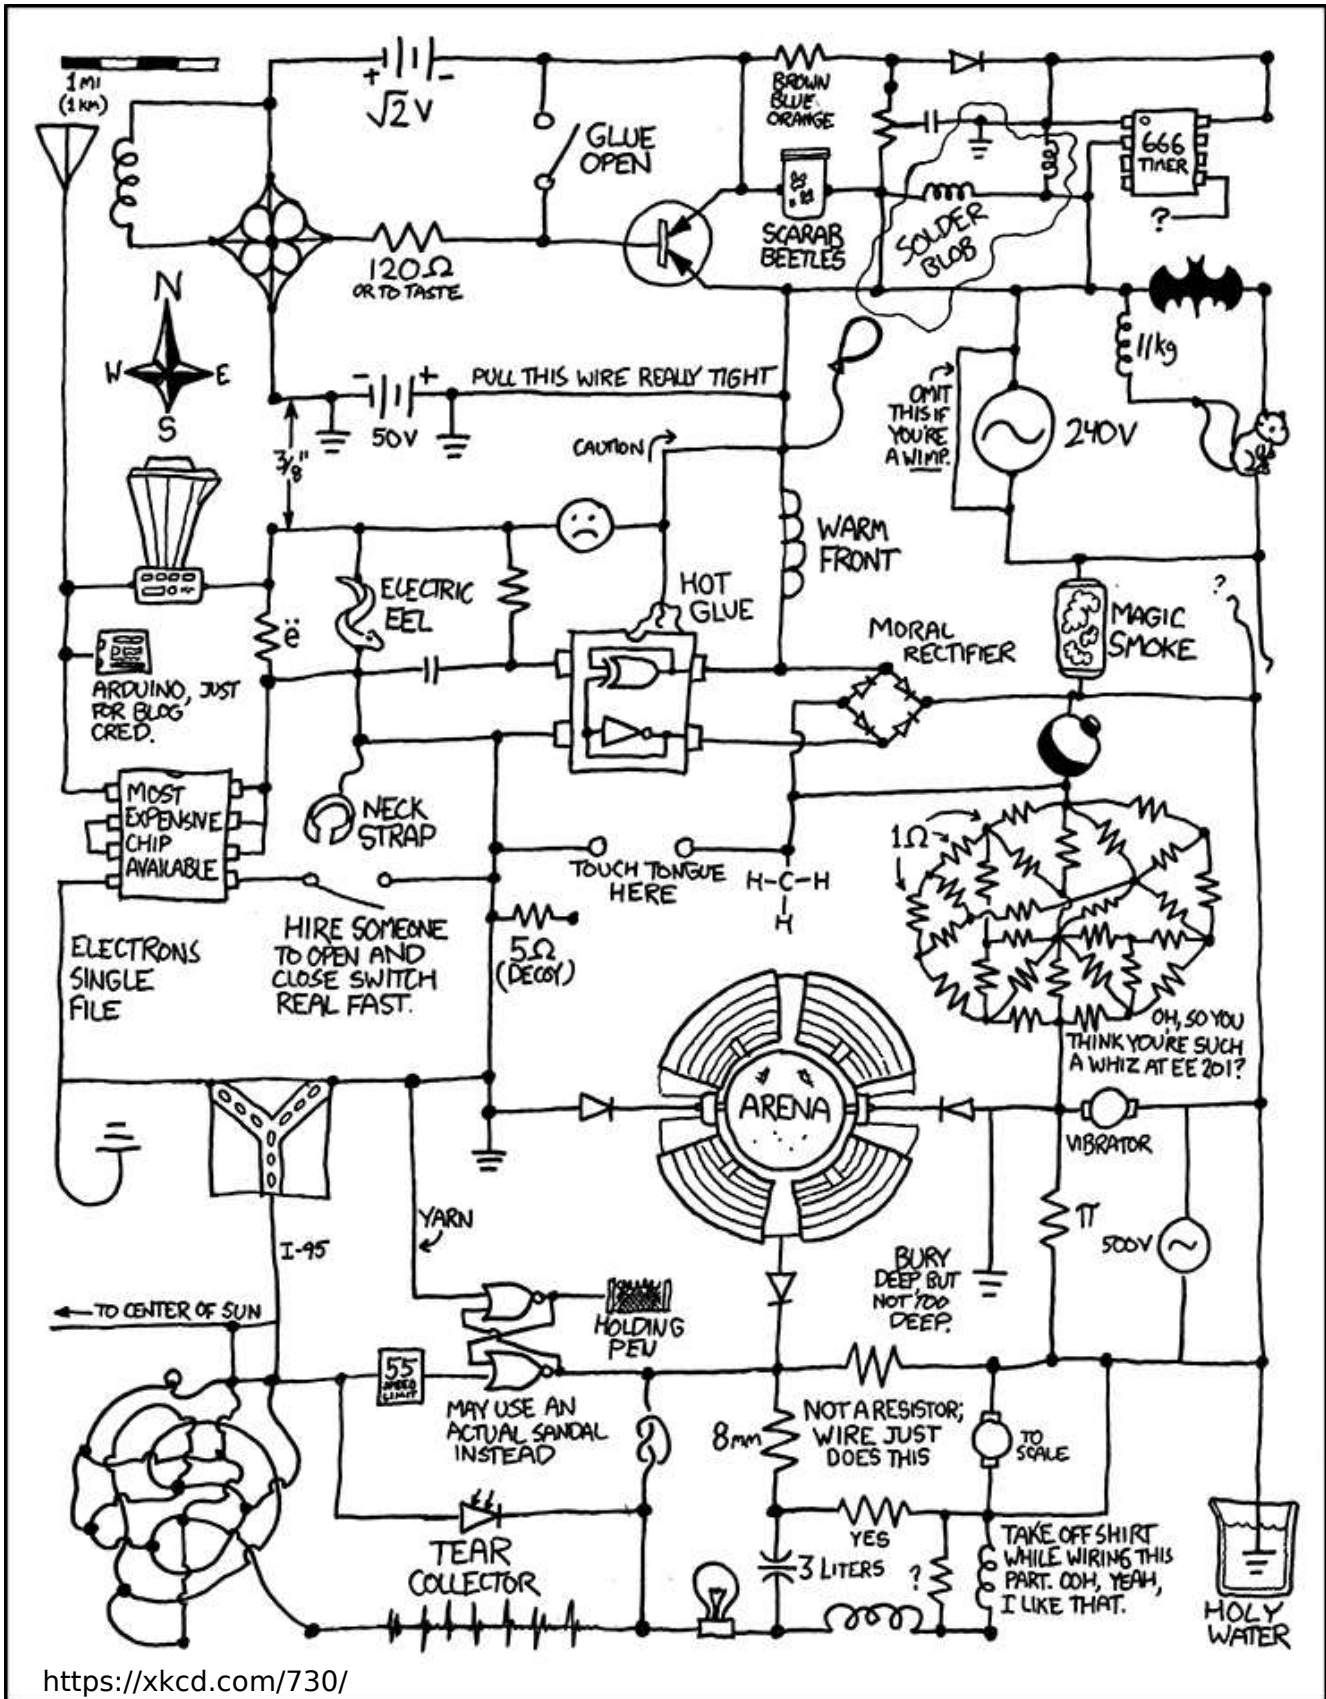 1 MI
(1 KM)
+ -
√2 V
GLUE
OPEN
BROWN
BLUE
ORANGE
666
TIMER
?
SCARAB
BEETLES
SOLDER
BLOB
120Ω
OR TO TASTE
N
W E
S
- +
50V
PULL THIS WIRE REALLY TIGHT
CAUTION
3/8"
OMIT
THIS IF
YOU'RE
A WIMP.
240V
11kg
WARM
FRONT
ELECTRIC
EEL
HOT
GLUE
ë
ARDUINO, JUST
FOR BLOG
CRED.
MORAL
RECTIFIER
MAGIC
SMOKE
?
MOST
EXPENSIVE
CHIP
AVAILABLE
NECK
STRAP
TOUCH TONGUE
HERE
H-C-H
H
1Ω
HIRE SOMEONE
TO OPEN AND
CLOSE SWITCH
REAL FAST.
5Ω
(DECOY)
ELECTRONS
SINGLE
FILE
OH, SO YOU
THINK YOU'RE SUCH
A WHIZ AT EE 201?
ARENA
VIBRATOR
π
500V
YARN
I-95
BURY
DEEP, BUT
NOT TOO
DEEP.
TO CENTER OF SUN
HOLDING
PEN
55
SPEED
LIMIT
MAY USE AN
ACTUAL SANDAL
INSTEAD
8mm
NOT A RESISTOR;
WIRE JUST
DOES THIS
TO
SCALE
YES
TEAR
COLLECTOR
3 LITERS
?
TAKE OFF SHIRT
WHILE WIRING THIS
PART. OOH, YEAH,
I LIKE THAT.
HOLY
WATER
https://xkcd.com/730/